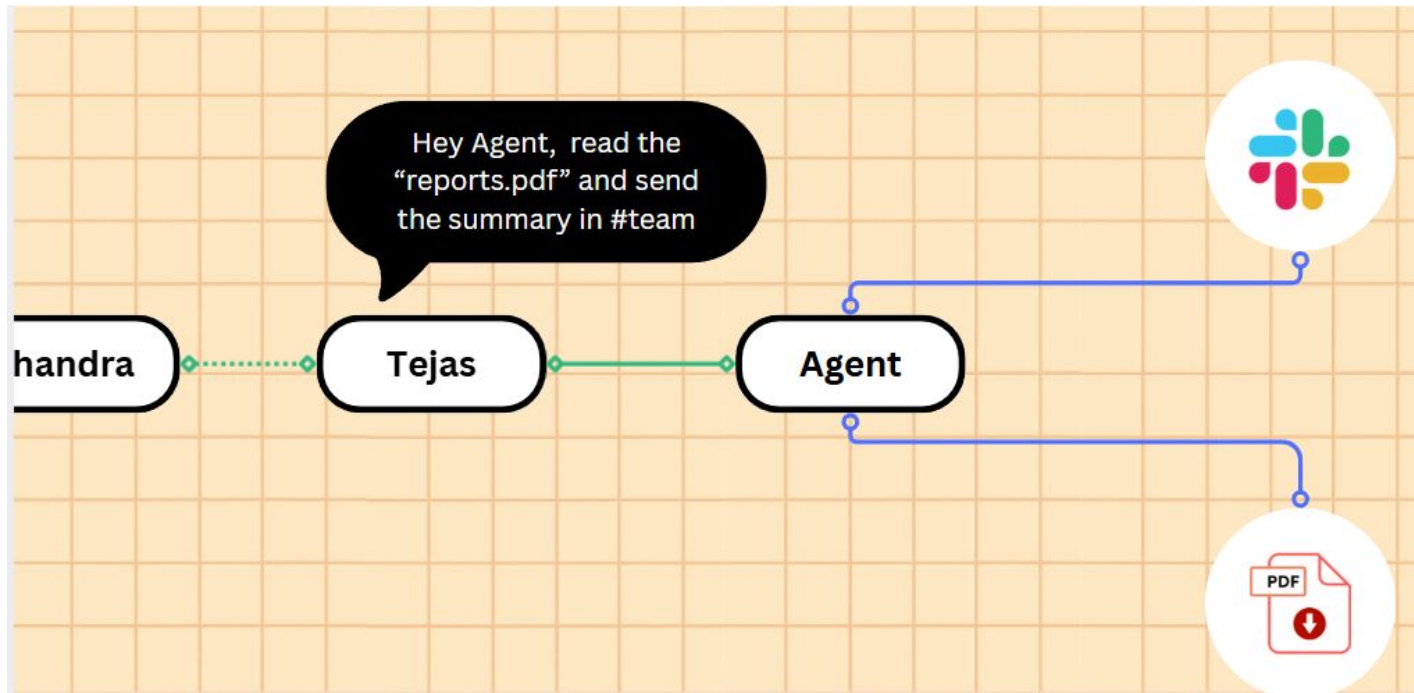 Hey Agent,  read the
“reports.pdf” and send
the summary in #team
handra
Tejas
Agent
PDF